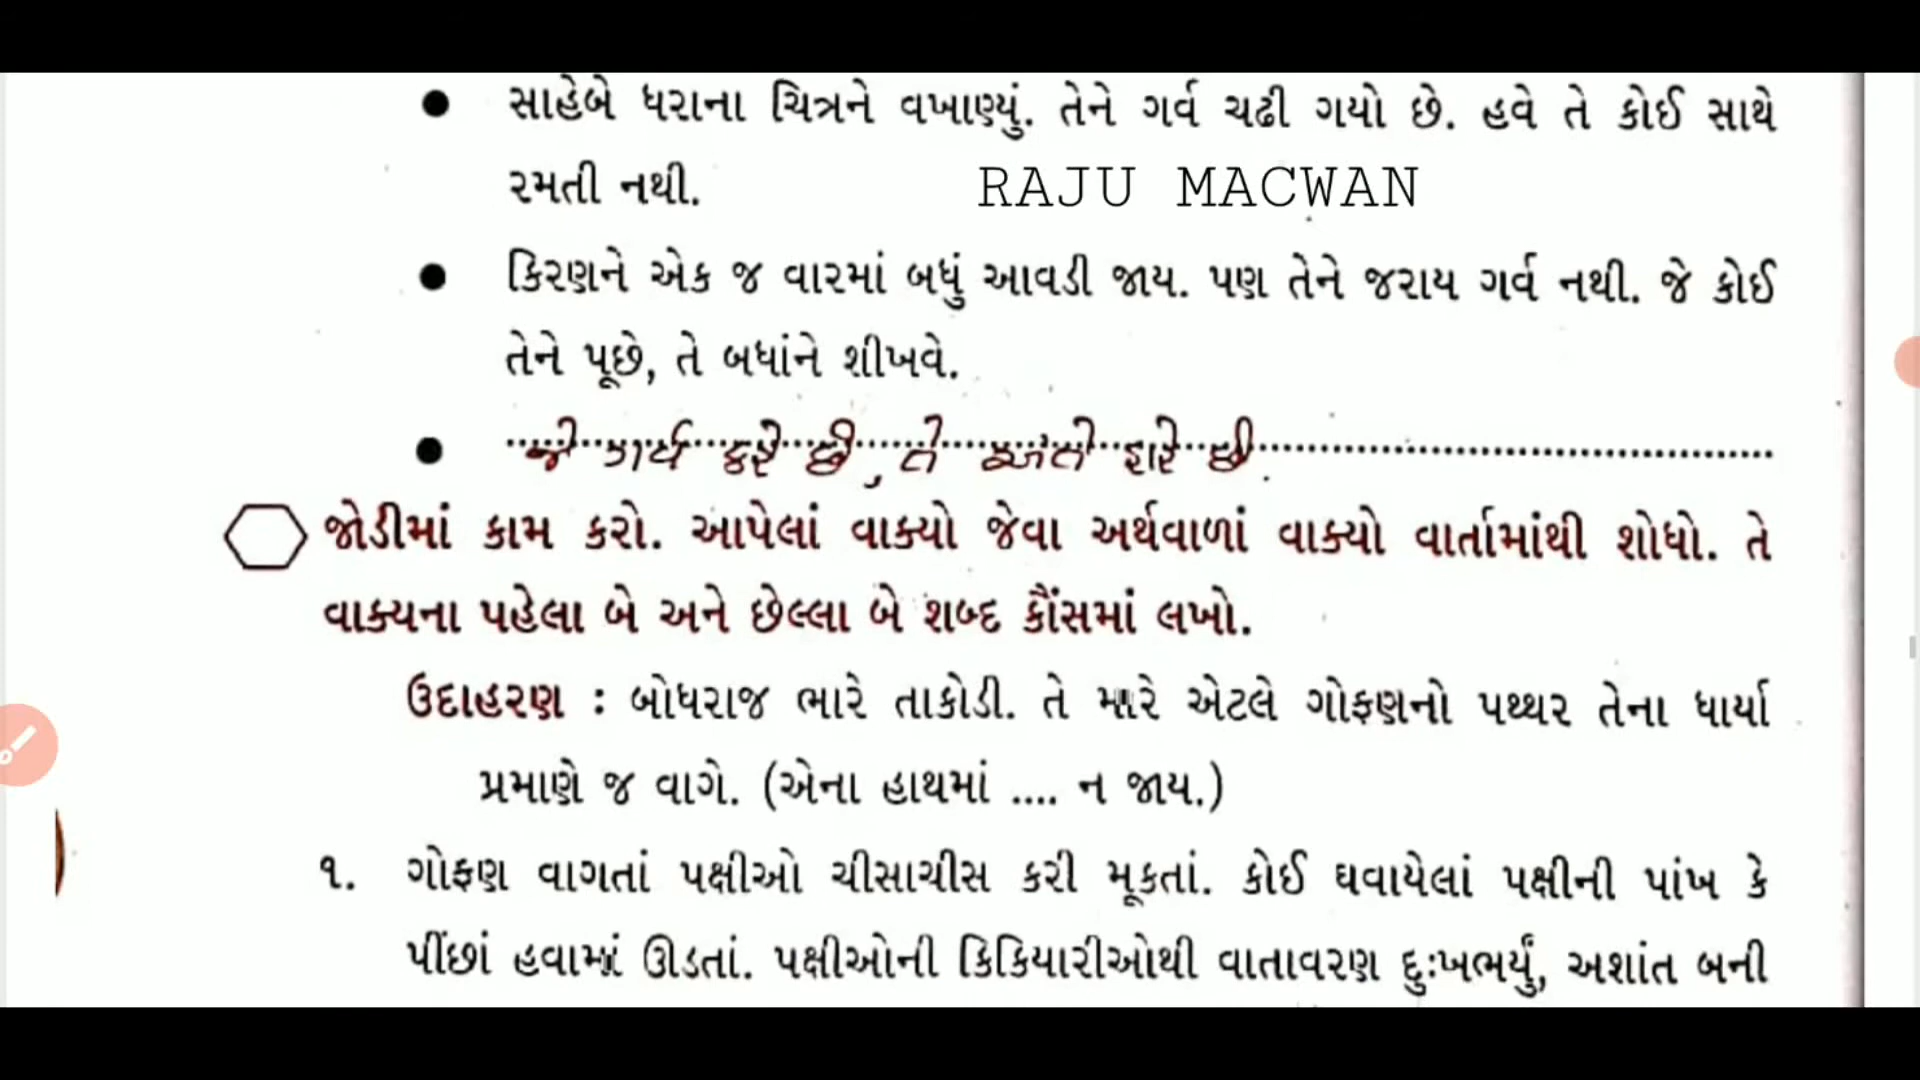 સાહેબે ધરાના ચિત્રને વખાણ્યું. તેને ગર્વ ચઢી ગયો છે. હવે તે કોઈ સાથે
રમતી નથી.
RAJU MACWAN
કિરણને એક જ વારમાં બધું આવડી જાય. પણ તેને જરાય ગર્વ નથી. જે કોઈ
તેને પૂછે, તે બધાંને શીખવે.
જે ગર્વ કરે છે, તે અંતે હારે છે.
જોડીમાં કામ કરો. આપેલાં વાક્યો જેવા અર્થવાળાં વાક્યો વાર્તામાંથી શોધો. તે
વાક્યના પહેલા બે અને છેલ્લા બે શબ્દ કૌંસમાં લખો.
ઉદાહરણ : બોધરાજ ભારે તાકોડી. તે મારે એટલે ગોફણનો પથ્થર તેના ધાર્યા
પ્રમાણે જ વાગે. (એના હાથમાં .... ન જાય.)
૧. ગોફણ વાગતાં પક્ષીઓ ચીસાચીસ કરી મૂકતાં. કોઈ ઘવાયેલાં પક્ષીની પાંખ કે
પીંછાં હવામાં ઊડતાં. પક્ષીઓની કિકિયારીઓથી વાતાવરણ દુઃખભર્યું, અશાંત બની